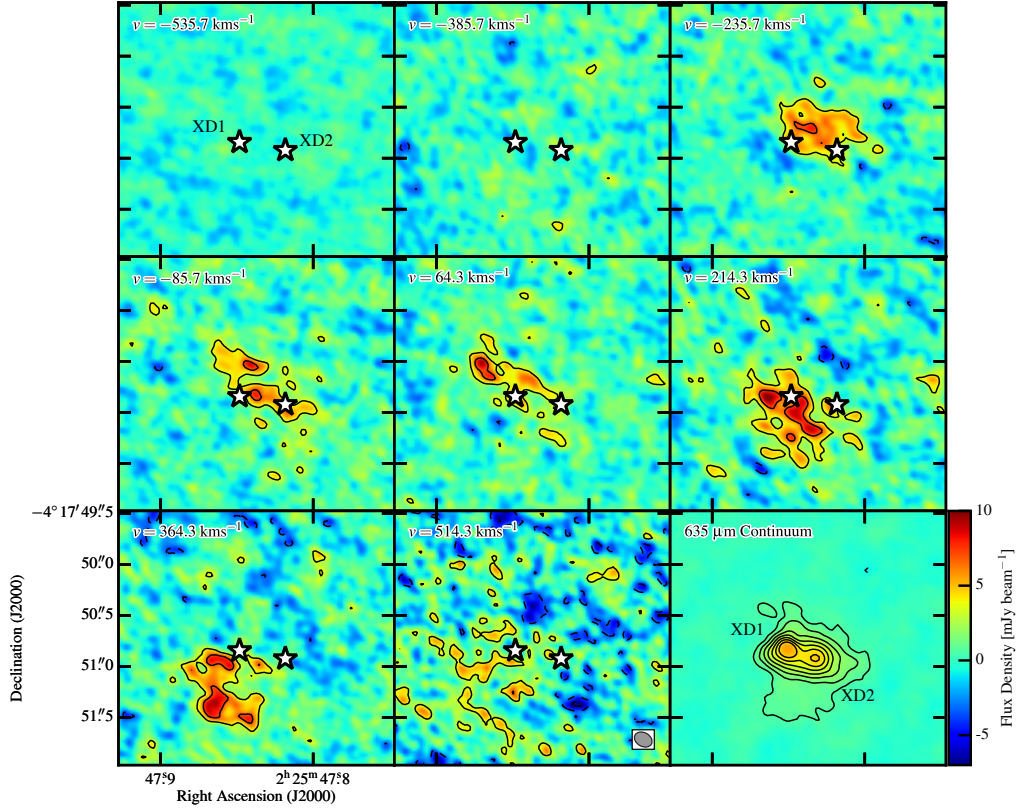 v = −535.7 kms⁻¹
v = −385.7 kms⁻¹
v = −235.7 kms⁻¹
XD1
XD2
v = −85.7 kms⁻¹
v = 64.3 kms⁻¹
v = 214.3 kms⁻¹
−4° 17′ 49″.5
v = 364.3 kms⁻¹
v = 514.3 kms⁻¹
635 μm Continuum
10
50″.0
5
50″.5
XD1
51″.0
0
XD2
51″.5
-5
47ˢ.9
2ʰ 25ᵐ 47ˢ.8
Right Ascension (J2000)
Declination (J2000)
Flux Density [mJy beam⁻¹]